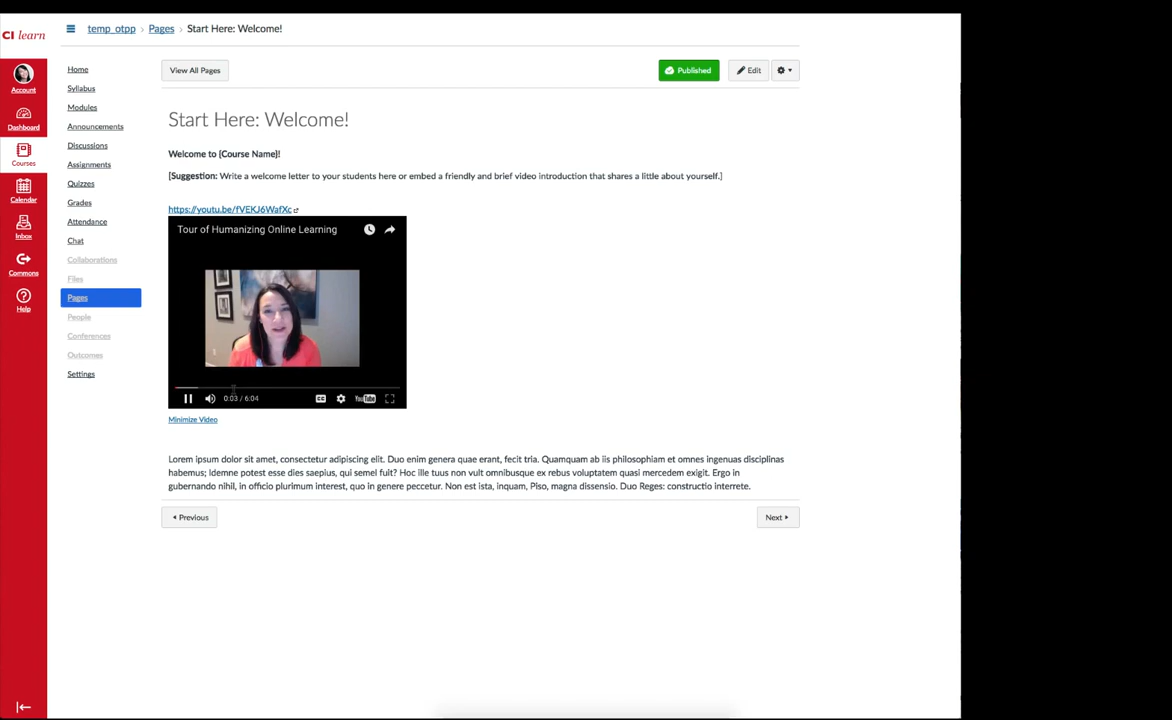 CI learn
temp_otpp › Pages › Start Here: Welcome!
Account
Dashboard
Courses
Calendar
Inbox
Commons
Help
Home
Syllabus
Modules
Announcements
Discussions
Assignments
Quizzes
Grades
Attendance
Chat
Collaborations
Files
Pages
People
Conferences
Outcomes
Settings
View All Pages
Published
Edit
Start Here: Welcome!
Welcome to [Course Name]!
[Suggestion: Write a welcome letter to your students here or embed a friendly and brief video introduction that shares a little about yourself.]
https://youtu.be/fVEKJ6WafXc
Tour of Humanizing Online Learning
0:03 / 6:04
CC
YouTube
Minimize Video
Lorem ipsum dolor sit amet, consectetur adipiscing elit. Duo enim genera quae erant, fecit tria. Quamquam ab iis philosophiam et omnes ingenuas disciplinas
habemus; Idemne potest esse dies saepius, qui semel fuit? Hoc ille tuus non vult omnibusque ex rebus voluptatem quasi mercedem exigit. Ergo in
gubernando nihil, in officio plurimum interest, quo in genere peccetur. Non est ista, inquam, Piso, magna dissensio. Duo Reges: constructio interrete.
Previous
Next